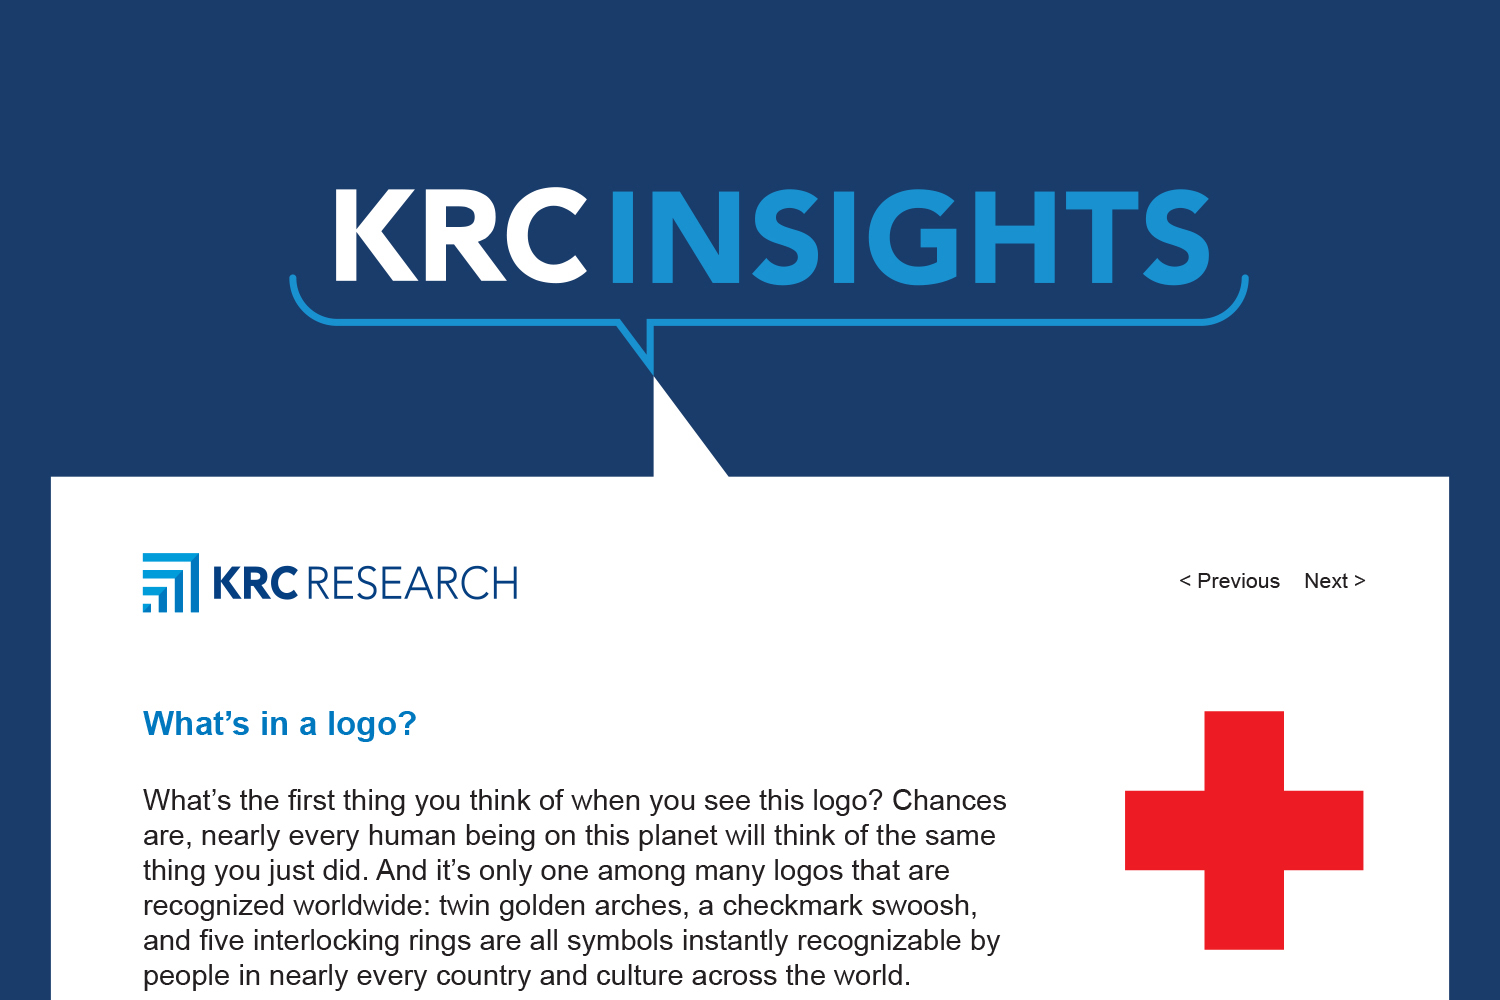 KRC INSIGHTS
KRC RESEARCH
< Previous Next >
What’s in a logo?
What’s the first thing you think of when you see this logo? Chances
are, nearly every human being on this planet will think of the same
thing you just did. And it’s only one among many logos that are
recognized worldwide: twin golden arches, a checkmark swoosh,
and five interlocking rings are all symbols instantly recognizable by
people in nearly every country and culture across the world.